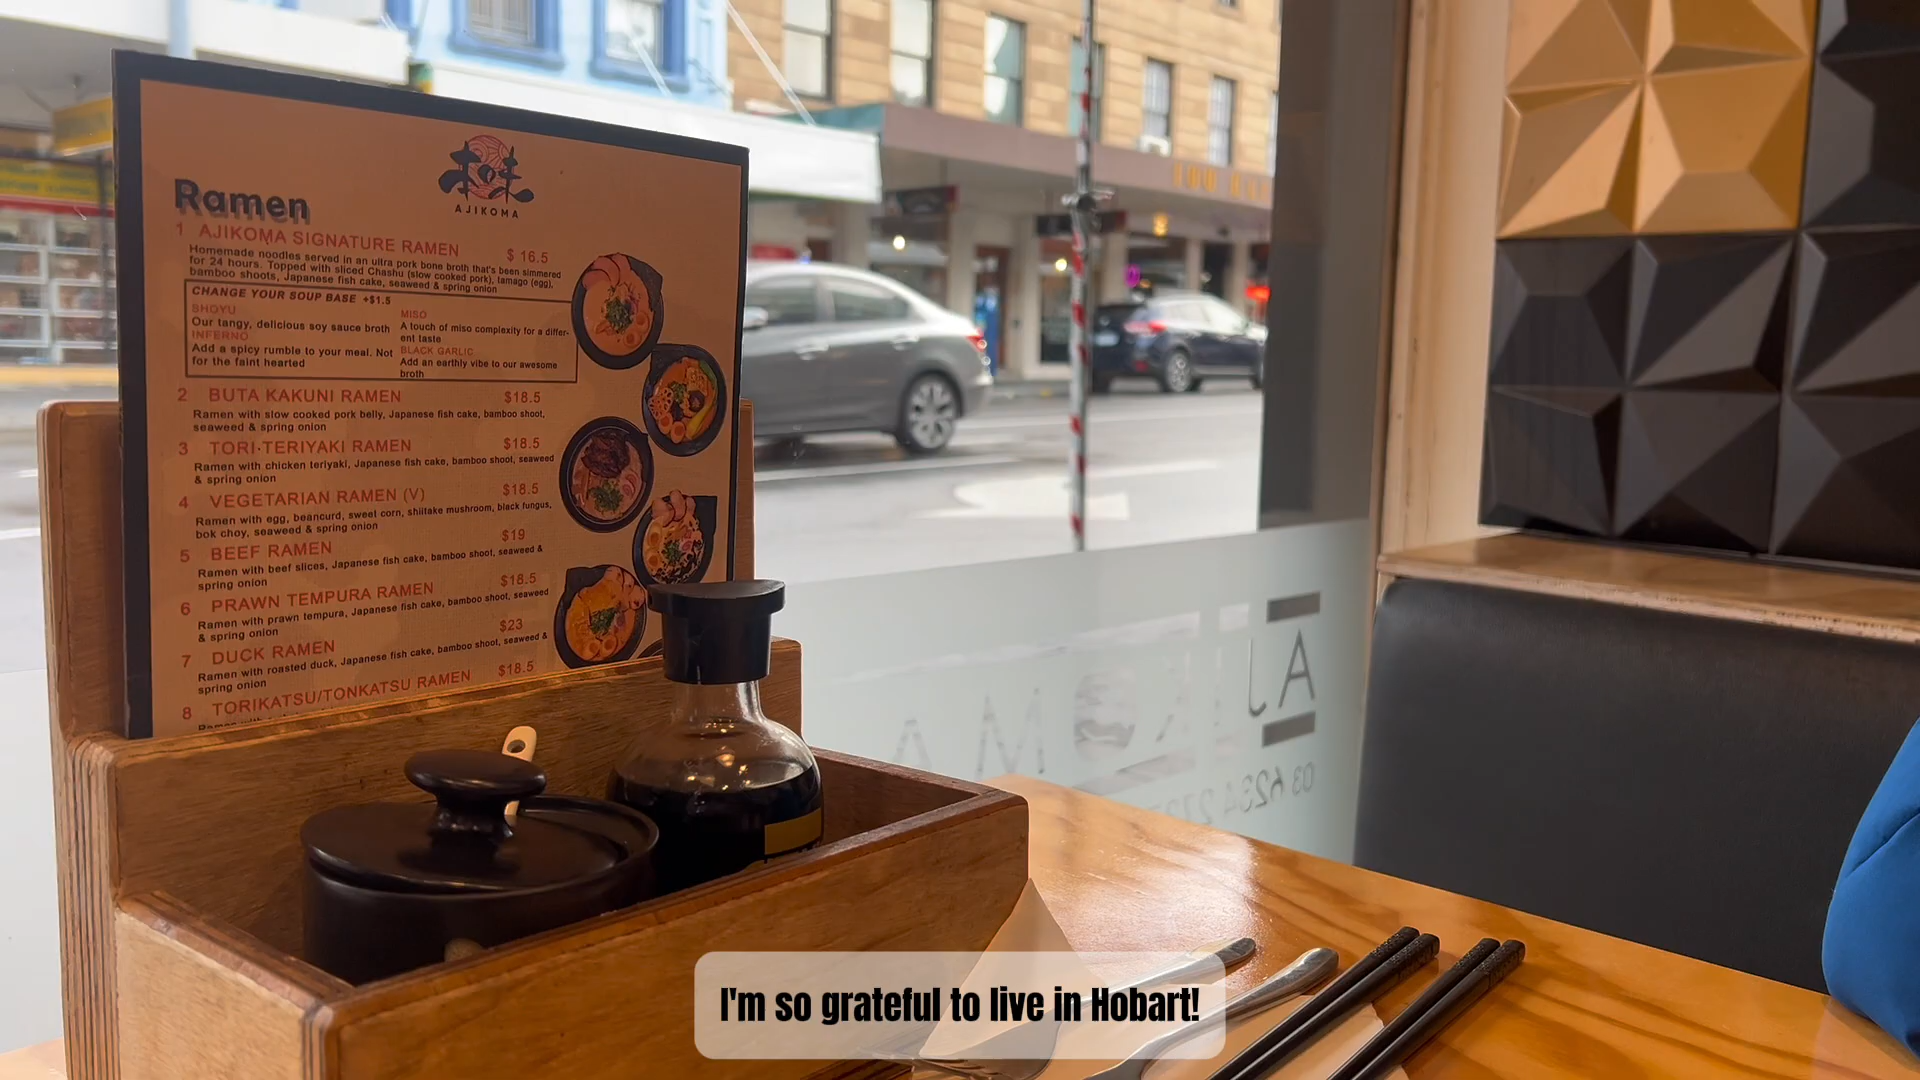 味
AJIKOMA
Ramen
1 AJIKOMA SIGNATURE RAMEN $ 16.5
Homemade noodles served in an ultra pork bone broth that's been simmered
for 24 hours. Topped with sliced Chashu (slow cooked pork), tamago (egg),
bamboo shoots, Japanese fish cake, seaweed & spring onion
CHANGE YOUR SOUP BASE +$1.5
SHOYU
Our tangy, delicious soy sauce broth
INFERNO
Add a spicy rumble to your meal. Not
for the faint hearted
MISO
A touch of miso complexity for a differ-
ent taste
BLACK GARLIC
Add an earthly vibe to our awesome
broth
2 BUTA KAKUNI RAMEN $18.5
Ramen with slow cooked pork belly, Japanese fish cake, bamboo shoot,
seaweed & spring onion
3 TORI-TERIYAKI RAMEN $18.5
Ramen with chicken teriyaki, Japanese fish cake, bamboo shoot, seaweed
& spring onion
4 VEGETARIAN RAMEN (V) $18.5
Ramen with egg, beancurd, sweet corn, shiitake mushroom, black fungus,
bok choy, seaweed & spring onion
5 BEEF RAMEN $19
Ramen with beef slices, Japanese fish cake, bamboo shoot, seaweed &
spring onion
6 PRAWN TEMPURA RAMEN $18.5
Ramen with prawn tempura, Japanese fish cake, bamboo shoot, seaweed
& spring onion
7 DUCK RAMEN $23
Ramen with roasted duck, Japanese fish cake, bamboo shoot, seaweed &
spring onion
8 TORIKATSU/TONKATSU RAMEN $18.5
AJIKOMA
03 6234
I'm so grateful to live in Hobart!